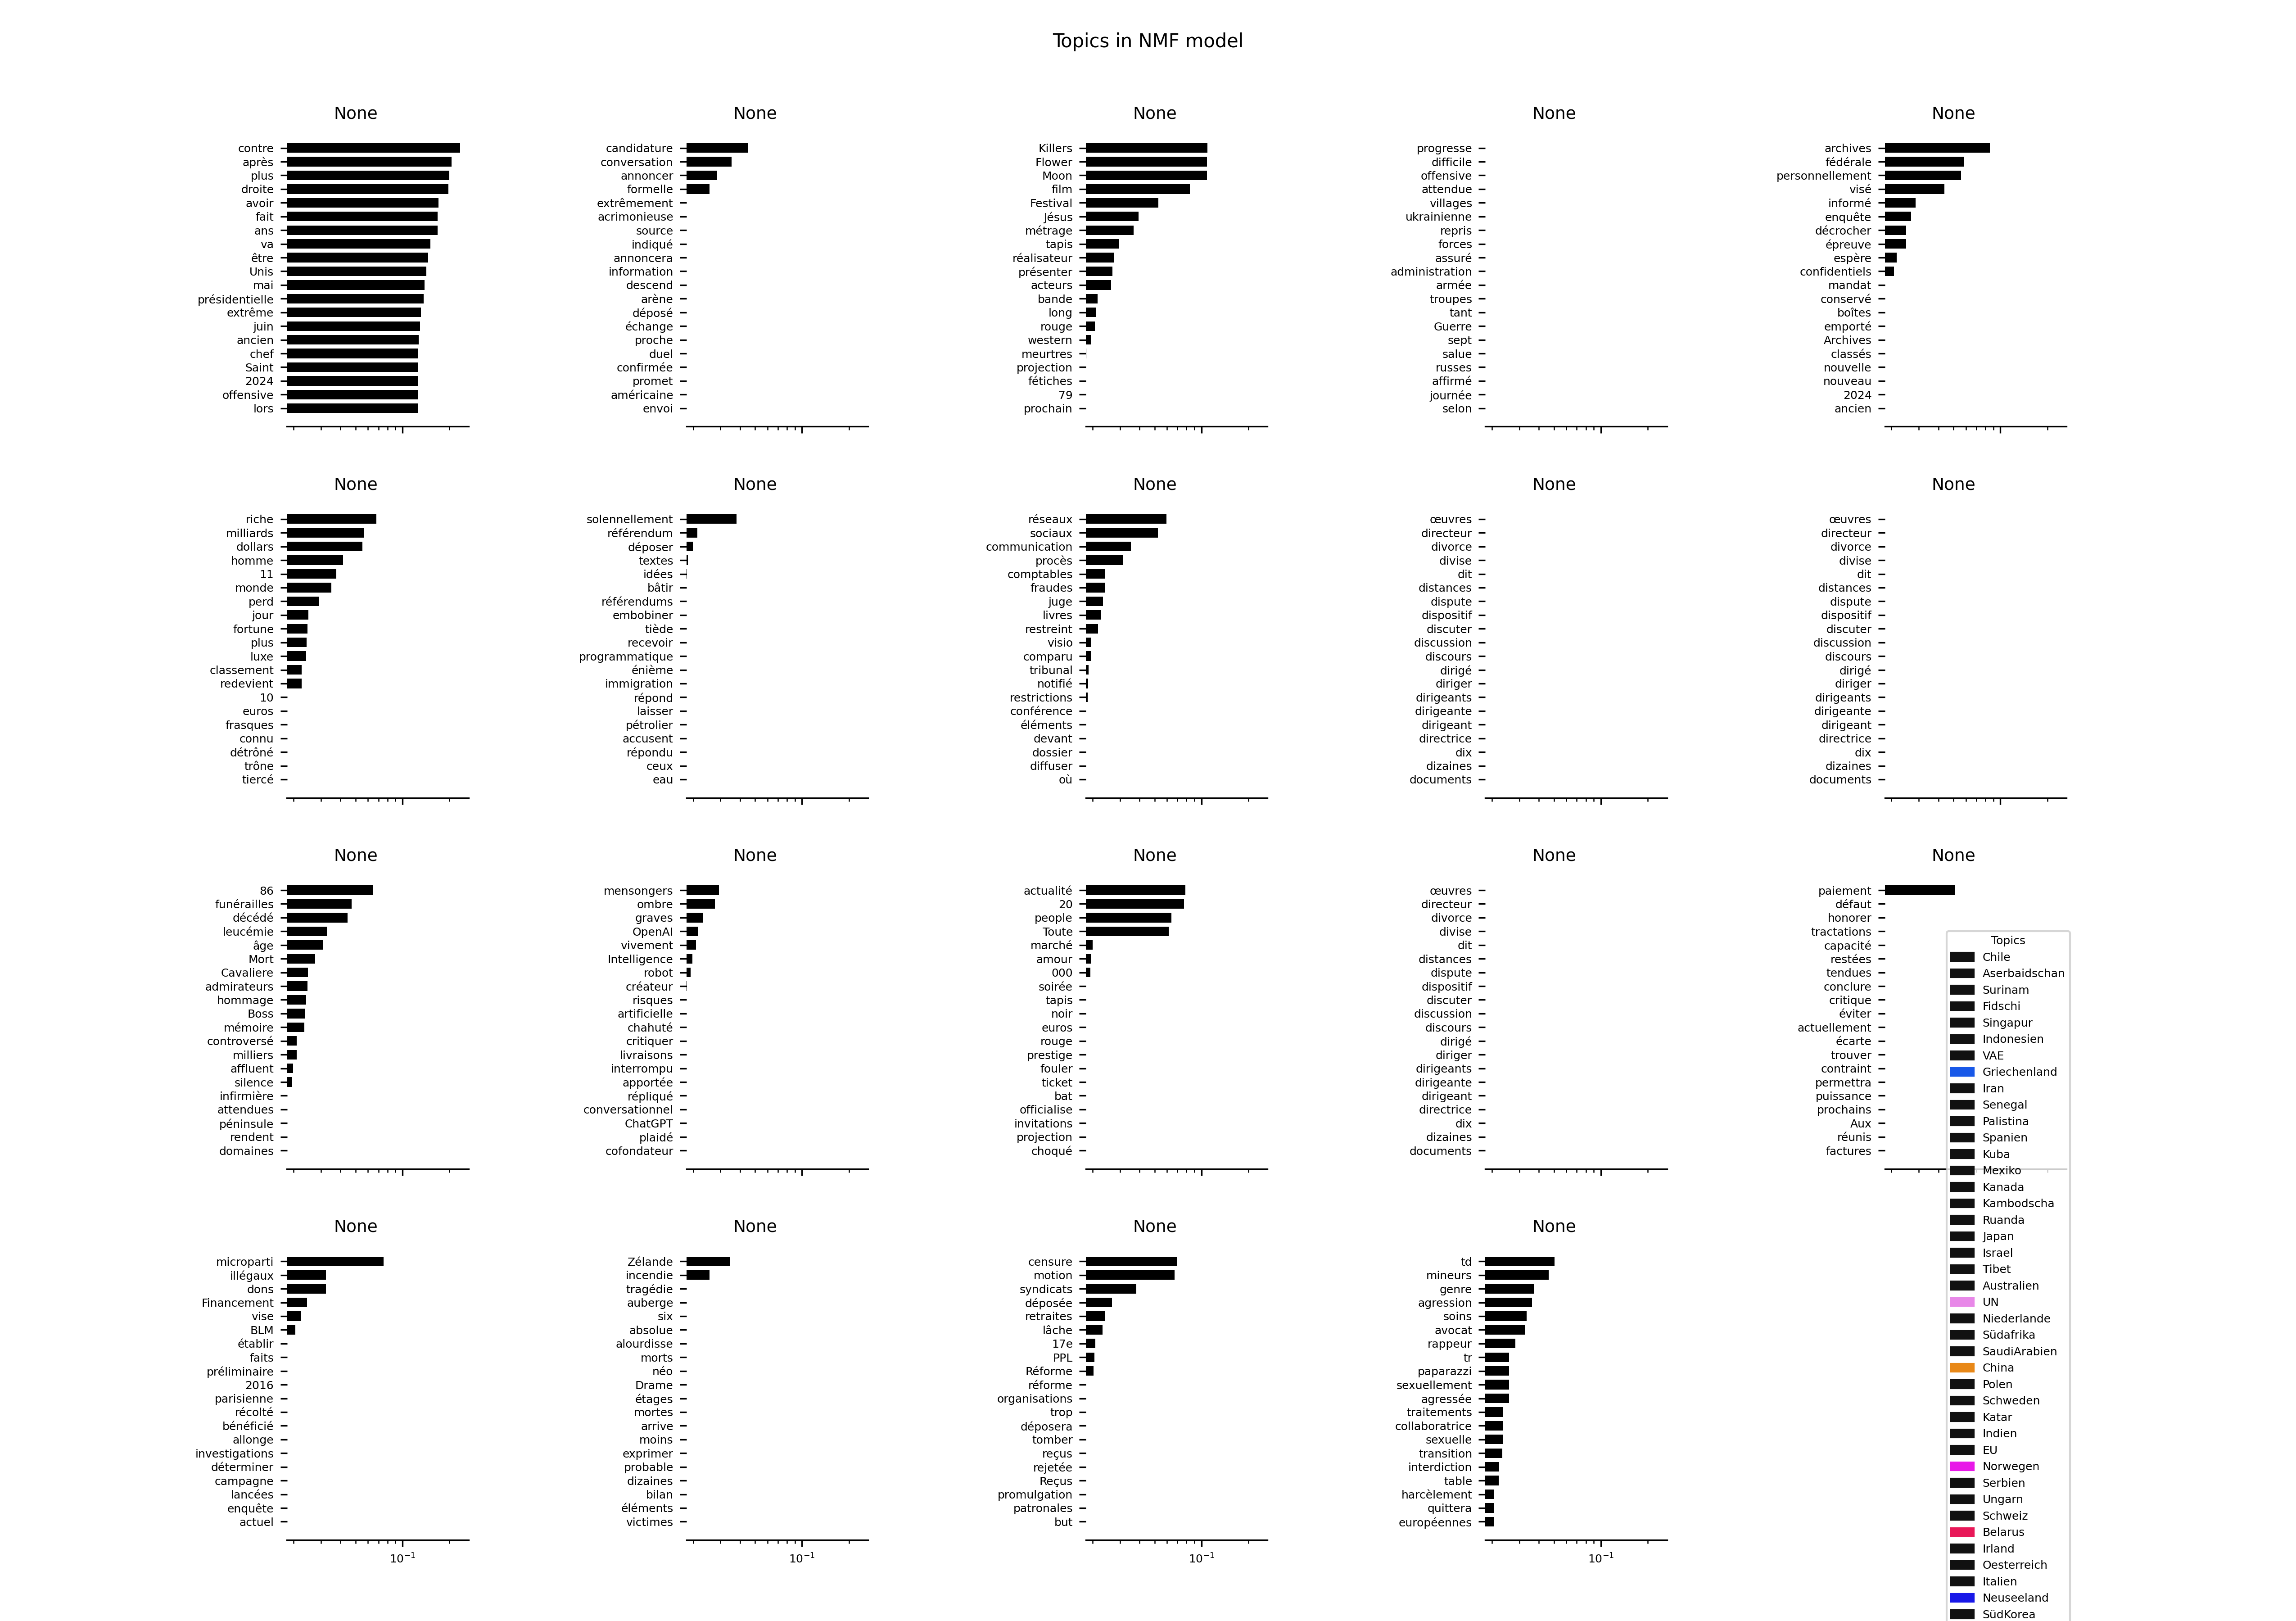 Topics in NMF model
None
contre
après
plus
droite
avoir
fait
ans
va
être
Unis
mai
présidentielle
extrême
juin
ancien
chef
Saint
2024
offensive
lors
None
candidature
conversation
annoncer
formelle
extrêmement
acrimonieuse
source
indiqué
annoncera
information
descend
arène
déposé
échange
proche
duel
confirmée
promet
américaine
envoi
None
Killers
Flower
Moon
film
Festival
Jésus
métrage
tapis
réalisateur
présenter
acteurs
bande
long
rouge
western
meurtres
projection
fétiches
79
prochain
None
progresse
difficile
offensive
attendue
villages
ukrainienne
repris
forces
assuré
administration
armée
troupes
tant
Guerre
sept
salue
russes
affirmé
journée
selon
None
archives
fédérale
personnellement
visé
informé
enquête
décrocher
épreuve
espère
confidentiels
mandat
conservé
boîtes
emporté
Archives
classés
nouvelle
nouveau
2024
ancien
None
riche
milliards
dollars
homme
11
monde
perd
jour
fortune
plus
luxe
classement
redevient
10
euros
frasques
connu
détrôné
trône
tiercé
None
solennellement
référendum
déposer
textes
idées
bâtir
référendums
embobiner
tiède
recevoir
programmatique
énième
immigration
répond
laisser
pétrolier
accusent
répondu
ceux
eau
None
réseaux
sociaux
communication
procès
comptables
fraudes
juge
livres
restreint
visio
comparu
tribunal
notifié
restrictions
conférence
éléments
devant
dossier
diffuser
où
None
œuvres
directeur
divorce
divise
dit
distances
dispute
dispositif
discuter
discussion
discours
dirigé
diriger
dirigeants
dirigeante
dirigeant
directrice
dix
dizaines
documents
None
œuvres
directeur
divorce
divise
dit
distances
dispute
dispositif
discuter
discussion
discours
dirigé
diriger
dirigeants
dirigeante
dirigeant
directrice
dix
dizaines
documents
None
86
funérailles
décédé
leucémie
âge
Mort
Cavaliere
admirateurs
hommage
Boss
mémoire
controversé
milliers
affluent
silence
infirmière
attendues
péninsule
rendent
domaines
None
mensongers
ombre
graves
OpenAI
vivement
Intelligence
robot
créateur
risques
artificielle
chahuté
critiquer
livraisons
interrompu
apportée
répliqué
conversationnel
ChatGPT
plaidé
cofondateur
None
actualité
20
people
Toute
marché
amour
000
soirée
tapis
noir
euros
rouge
prestige
fouler
ticket
bat
officialise
invitations
projection
choqué
None
œuvres
directeur
divorce
divise
dit
distances
dispute
dispositif
discuter
discussion
discours
dirigé
diriger
dirigeants
dirigeante
dirigeant
directrice
dix
dizaines
documents
None
paiement
défaut
honorer
tractations
capacité
restées
tendues
conclure
critique
éviter
actuellement
écarte
trouver
contraint
permettra
puissance
prochains
Aux
réunis
factures
None
microparti
illégaux
dons
Financement
vise
BLM
établir
faits
préliminaire
2016
parisienne
récolté
bénéficié
allonge
investigations
déterminer
campagne
lancées
enquête
actuel
10⁻¹
None
Zélande
incendie
tragédie
auberge
six
absolue
alourdisse
morts
néo
Drame
étages
mortes
arrive
moins
exprimer
probable
dizaines
bilan
éléments
victimes
10⁻¹
None
censure
motion
syndicats
déposée
retraites
lâche
17e
PPL
Réforme
réforme
organisations
trop
déposera
tomber
reçus
rejetée
Reçus
promulgation
patronales
but
10⁻¹
None
td
mineurs
genre
agression
soins
avocat
rappeur
tr
paparazzi
sexuellement
agressée
traitements
collaboratrice
sexuelle
transition
interdiction
table
harcèlement
quittera
européennes
10⁻¹
Topics
Chile
Aserbaidschan
Surinam
Fidschi
Singapur
Indonesien
VAE
Griechenland
Iran
Senegal
Palistina
Spanien
Kuba
Mexiko
Kanada
Kambodscha
Ruanda
Japan
Israel
Tibet
Australien
UN
Niederlande
Südafrika
SaudiArabien
China
Polen
Schweden
Katar
Indien
EU
Norwegen
Serbien
Ungarn
Schweiz
Belarus
Irland
Oesterreich
Italien
Neuseeland
SüdKorea